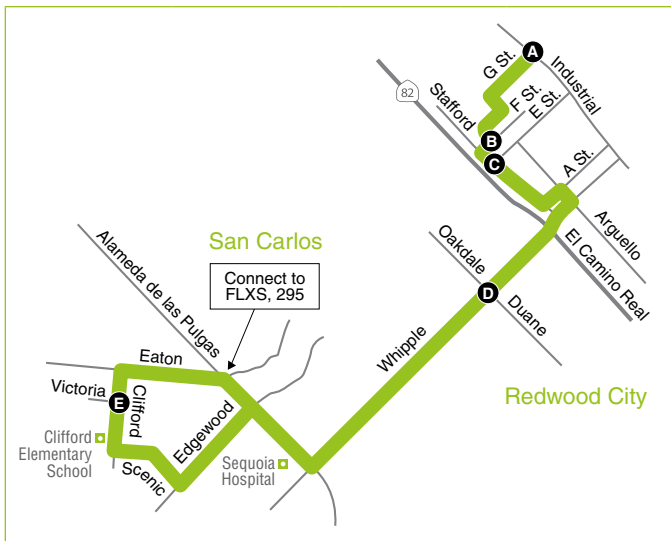 A
G St.
Industrial
82
Stafford
F St.
E St.
B
C
A St.
San Carlos
Alameda de las Pulgas
Connect to
FLXS, 295
Arguello
El Camino Real
Oakdale
D
Duane
Whipple
Eaton
Victoria
E
Clifford
Edgewood
Redwood City
Clifford
Elementary
School
Scenic
Sequoia
Hospital